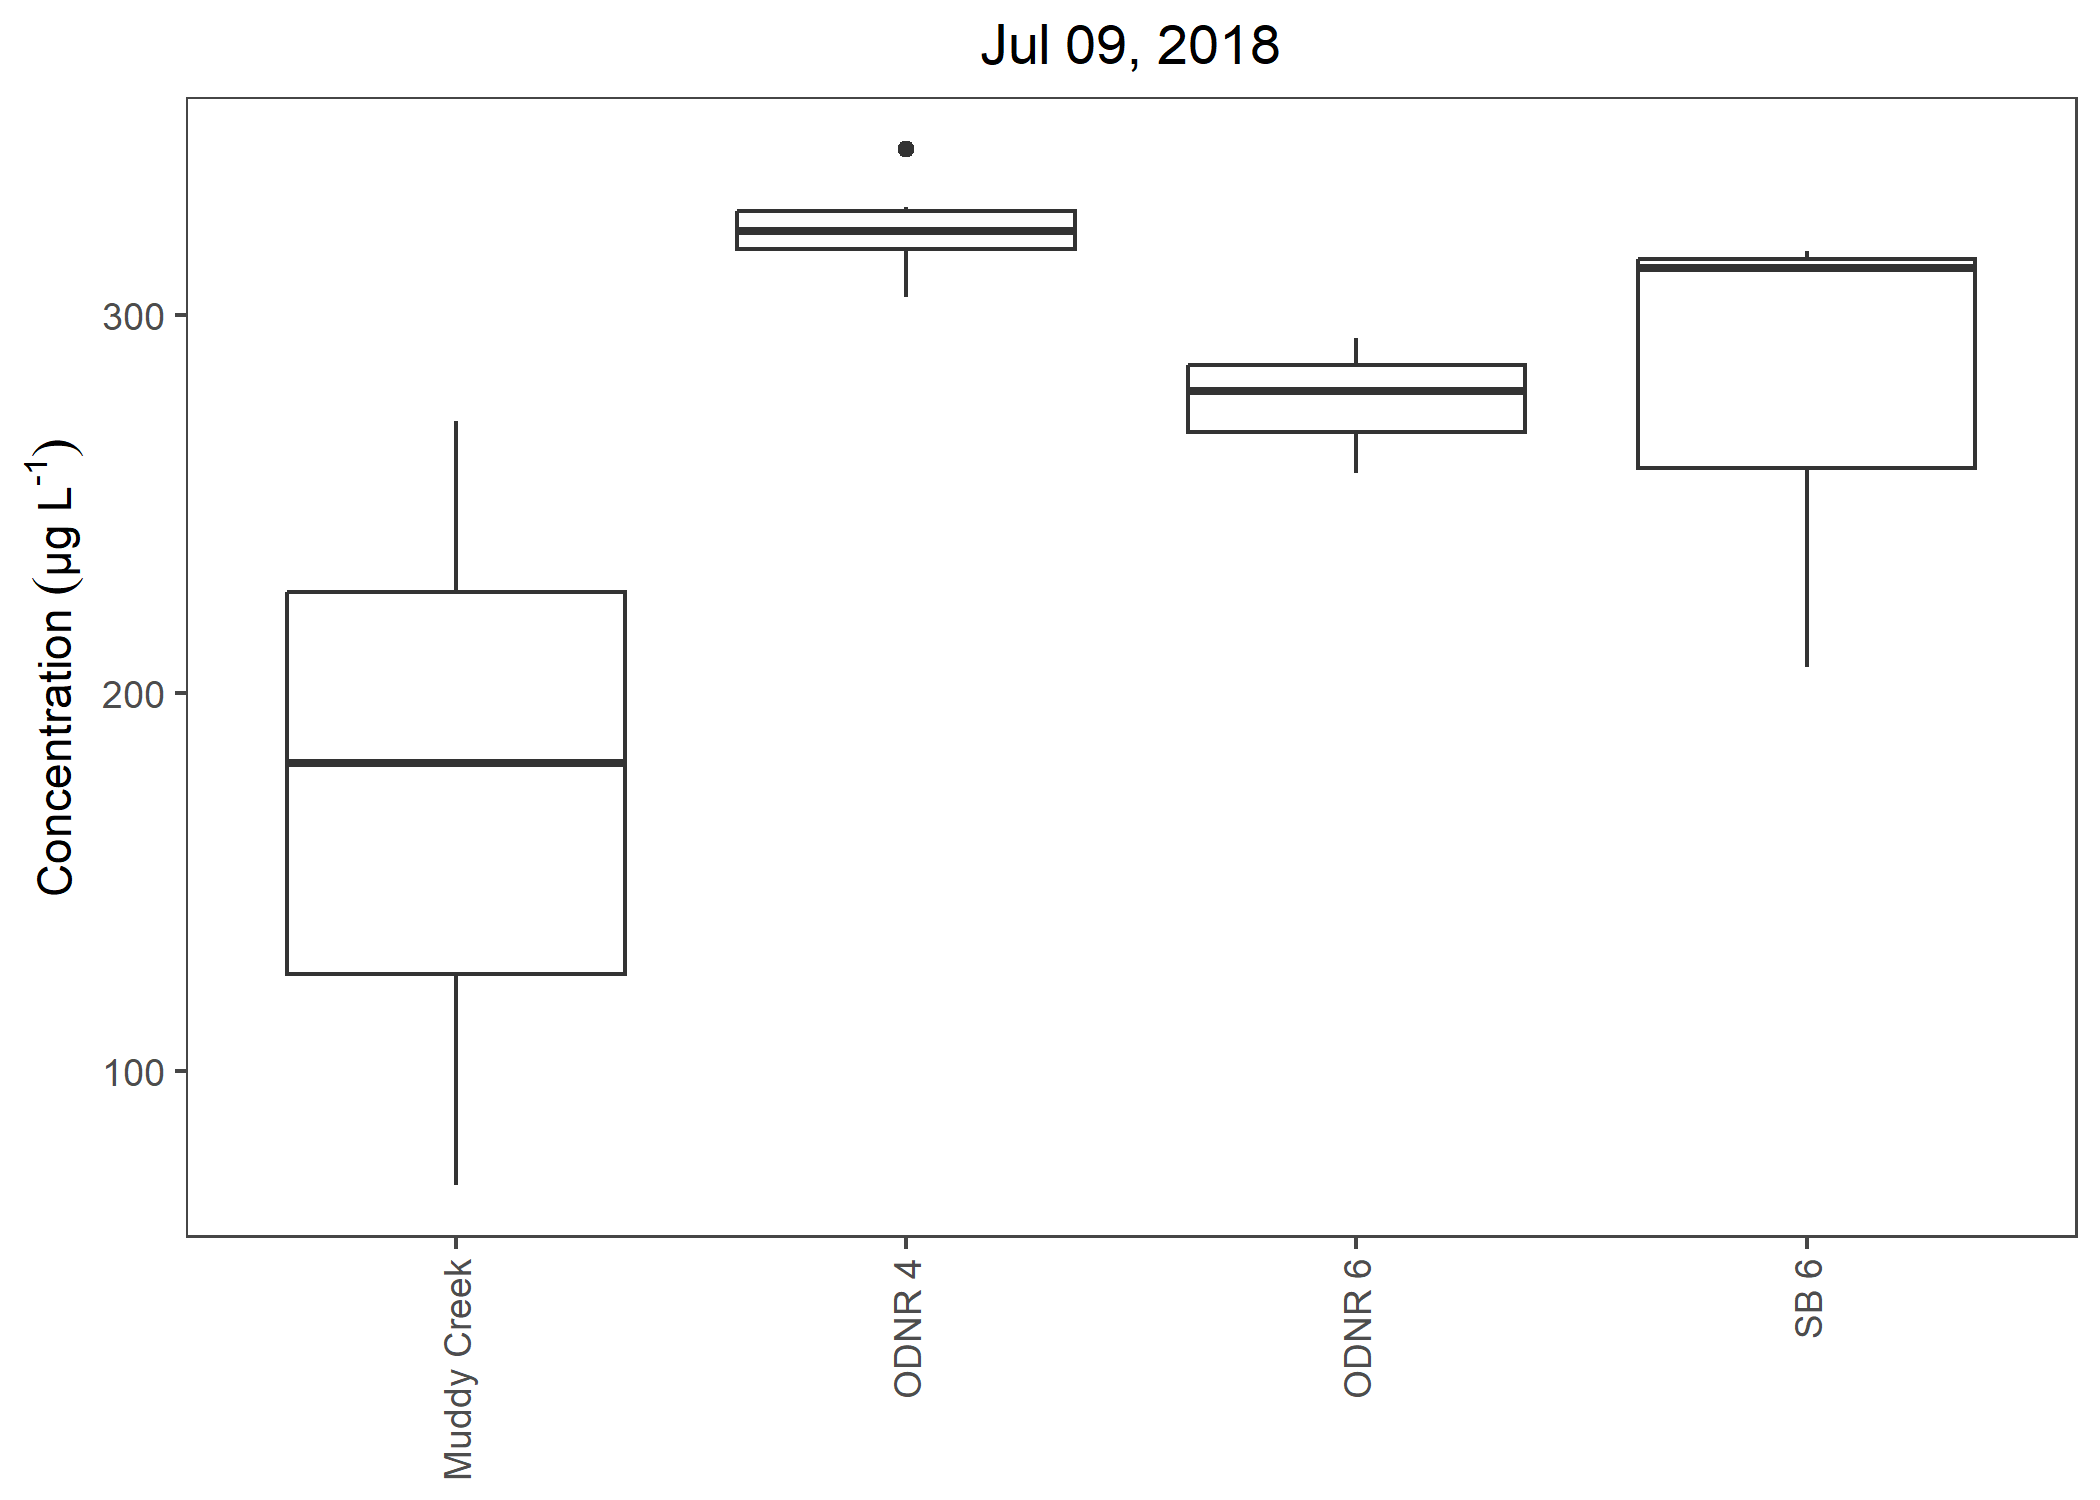 Jul 09, 2018
Concentration (µg L⁻¹)
300
200
100
Muddy Creek
ODNR 4
ODNR 6
SB 6